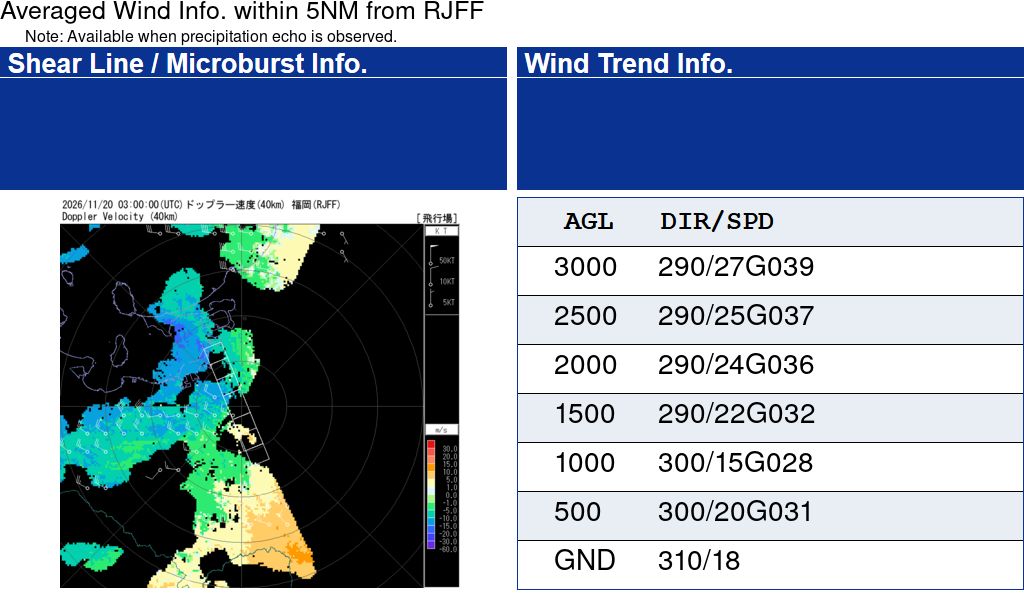 Averaged Wind Info. within 5NM from RJFF
Note: Available when precipitation echo is observed.
Shear Line / Microburst Info.
Wind Trend Info.
2026/11/20 03:00:00(UTC) ドップラー速度(40km) 福岡(RJFF)
Doppler Velocity (40km)
[飛行場]
KT
50KT
10KT
5KT
m/s
30.0
20.0
15.0
10.0
5.0
1.0
0.0
-1.0
-5.0
-10.0
-15.0
-20.0
-30.0
-60.0
AGL DIR/SPD
3000 290/27G039
2500 290/25G037
2000 290/24G036
1500 290/22G032
1000 300/15G028
500 300/20G031
GND 310/18